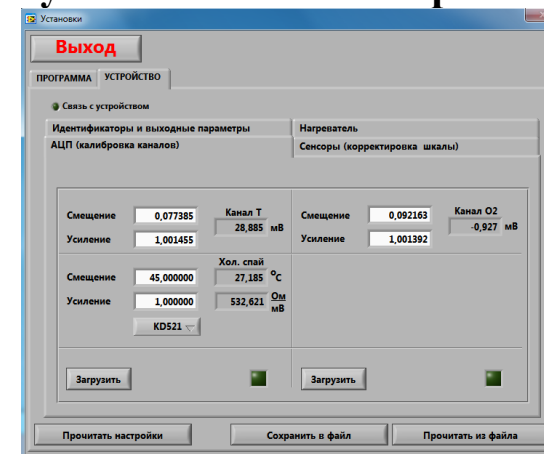 Установки
Выход
ПРОГРАММА УСТРОЙСТВО
Связь с устройством
Идентификаторы и выходные параметры Нагреватель
АЦП (калибровка каналов) Сенсоры (корректировка шкалы)
Смещение 0,077385 Канал T 28,885 мВ
Усиление 1,001455
Смещение 0,092163 Канал O2 -0,927 мВ
Усиление 1,001392
Хол. спай
Смещение 45,000000 27,185 °C
Усиление 1,000000 532,621 Ом мВ
KD521
Загрузить Загрузить
Прочитать настройки Сохранить в файл Прочитать из файла